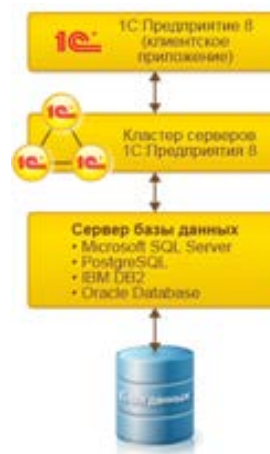 1С:Предприятие 8
(клиентское
приложение)
1С
1С
Кластер серверов
1С:Предприятия 8
1С
1С
Сервер базы данных
• Microsoft SQL Server
• PostgreSQL
• IBM DB2
• Oracle Database
данных